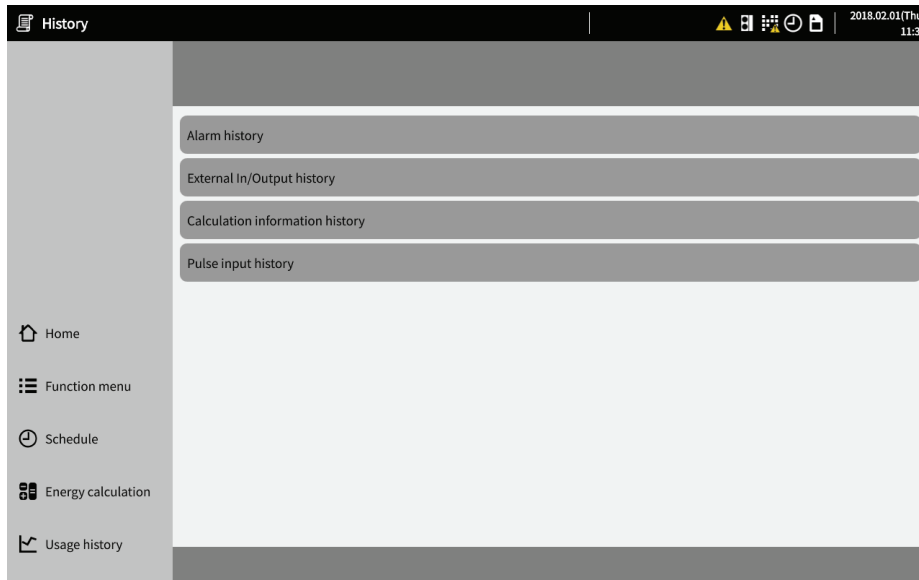 History
2018.02.01(Thu
11:3
Alarm history
External In/Output history
Calculation information history
Pulse input history
Home
Function menu
Schedule
Energy calculation
Usage history